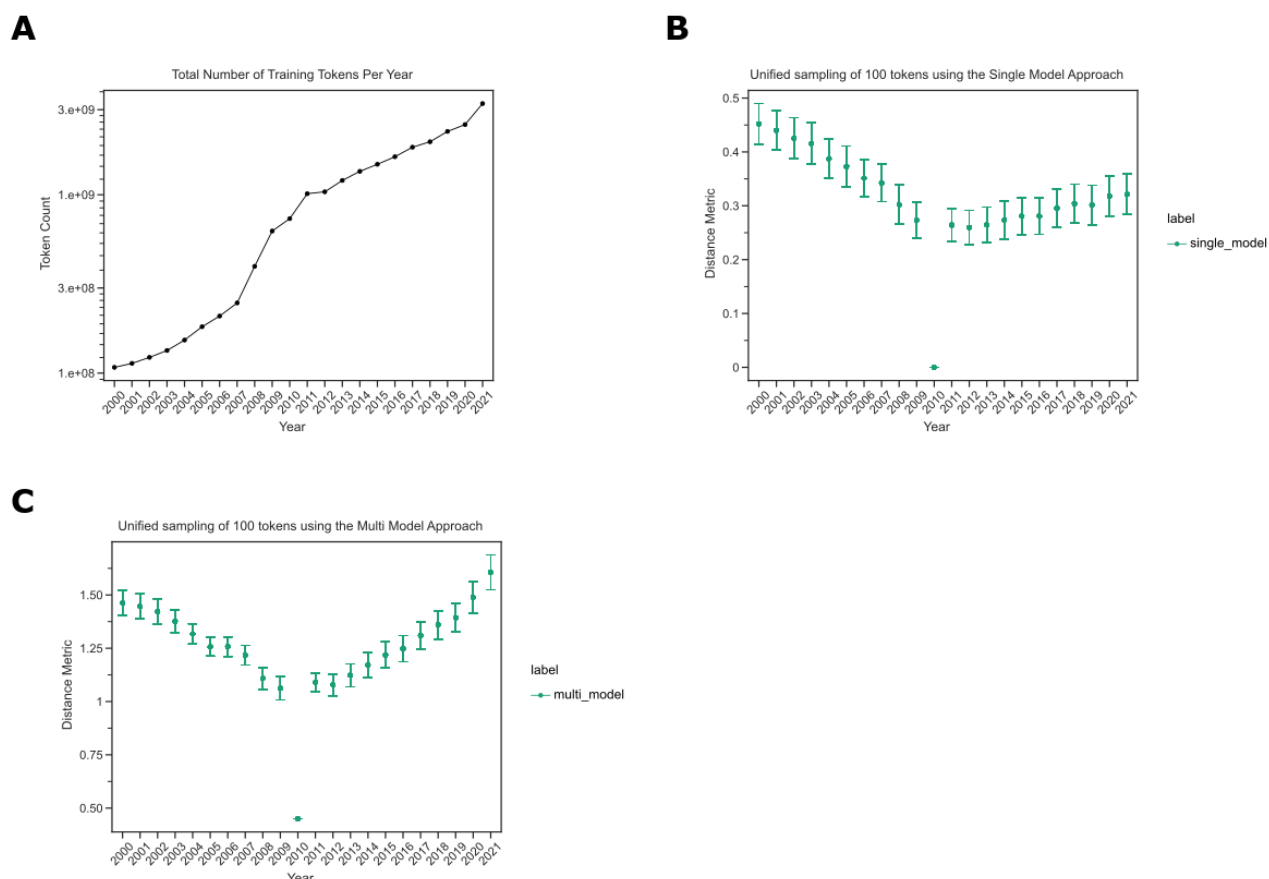 A
Total Number of Training Tokens Per Year
3.e+09
1.e+09
3.e+08
1.e+08
Token Count
2000 2001 2002 2003 2004 2005 2006 2007 2008 2009 2010 2011 2012 2013 2014 2015 2016 2017 2018 2019 2020 2021
Year
B
Unified sampling of 100 tokens using the Single Model Approach
0.5
0.4
0.3
0.2
0.1
0
Distance Metric
2000 2001 2002 2003 2004 2005 2006 2007 2008 2009 2010 2011 2012 2013 2014 2015 2016 2017 2018 2019 2020 2021
Year
label
single_model
C
Unified sampling of 100 tokens using the Multi Model Approach
1.50
1.25
1
0.75
0.50
Distance Metric
2000 2001 2002 2003 2004 2005 2006 2007 2008 2009 2010 2011 2012 2013 2014 2015 2016 2017 2018 2019 2020 2021
Year
label
multi_model